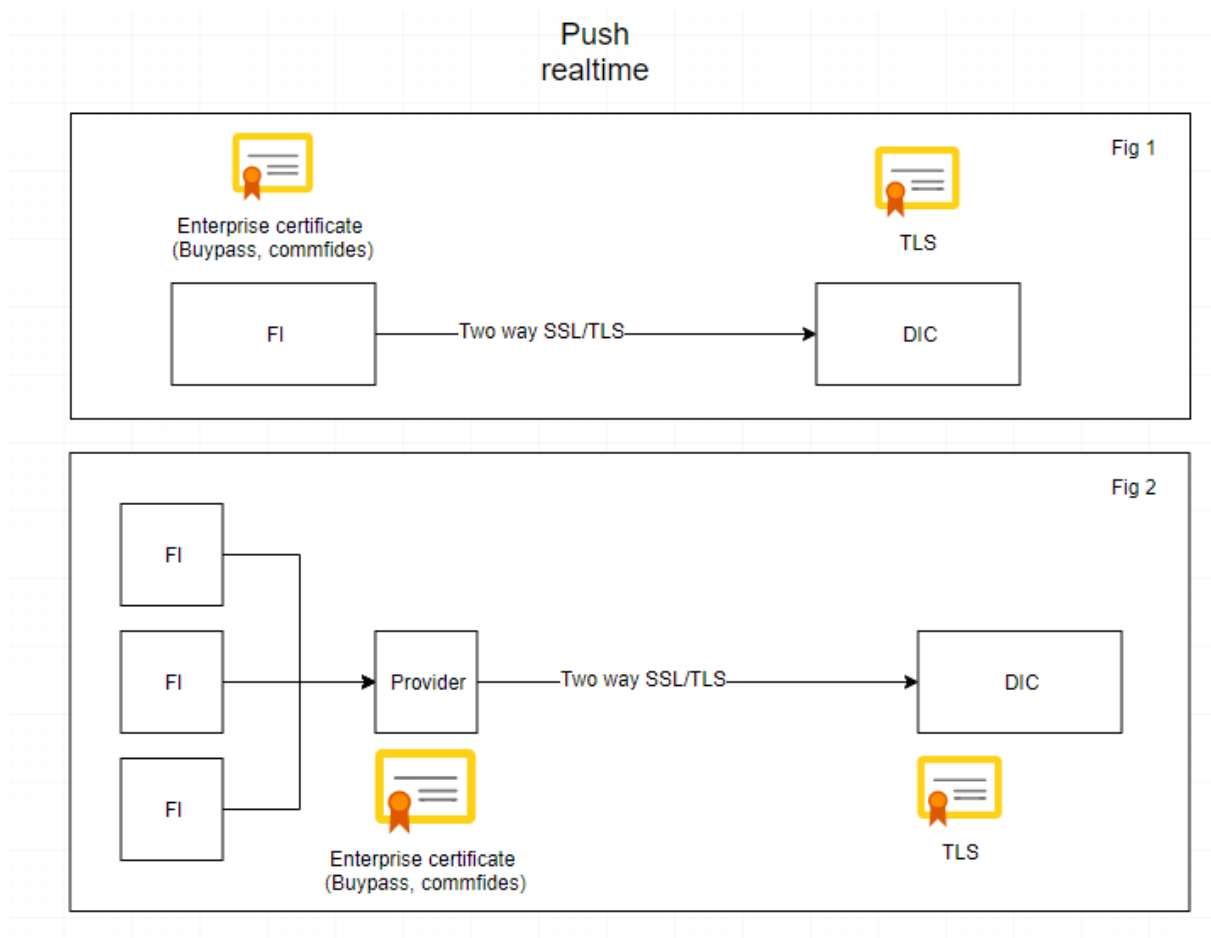 Push
realtime
Fig 1
Enterprise certificate
(Buypass, commfides)
TLS
FI
Two way SSL/TLS
DIC
Fig 2
FI
FI
Provider
Two way SSL/TLS
DIC
FI
Enterprise certificate
(Buypass, commfides)
TLS